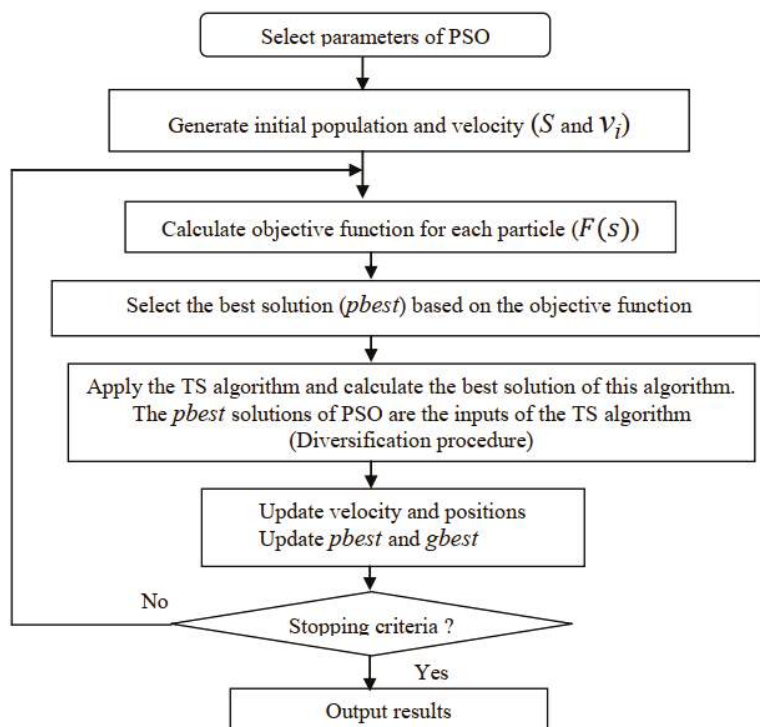 Select parameters of PSO
Generate initial population and velocity (S and vᵢ)
Calculate objective function for each particle (F(s))
Select the best solution (pbest) based on the objective function
Apply the TS algorithm and calculate the best solution of this algorithm.
The pbest solutions of PSO are the inputs of the TS algorithm
(Diversification procedure)
Update velocity and positions
Update pbest and gbest
No
Stopping criteria ?
Yes
Output results